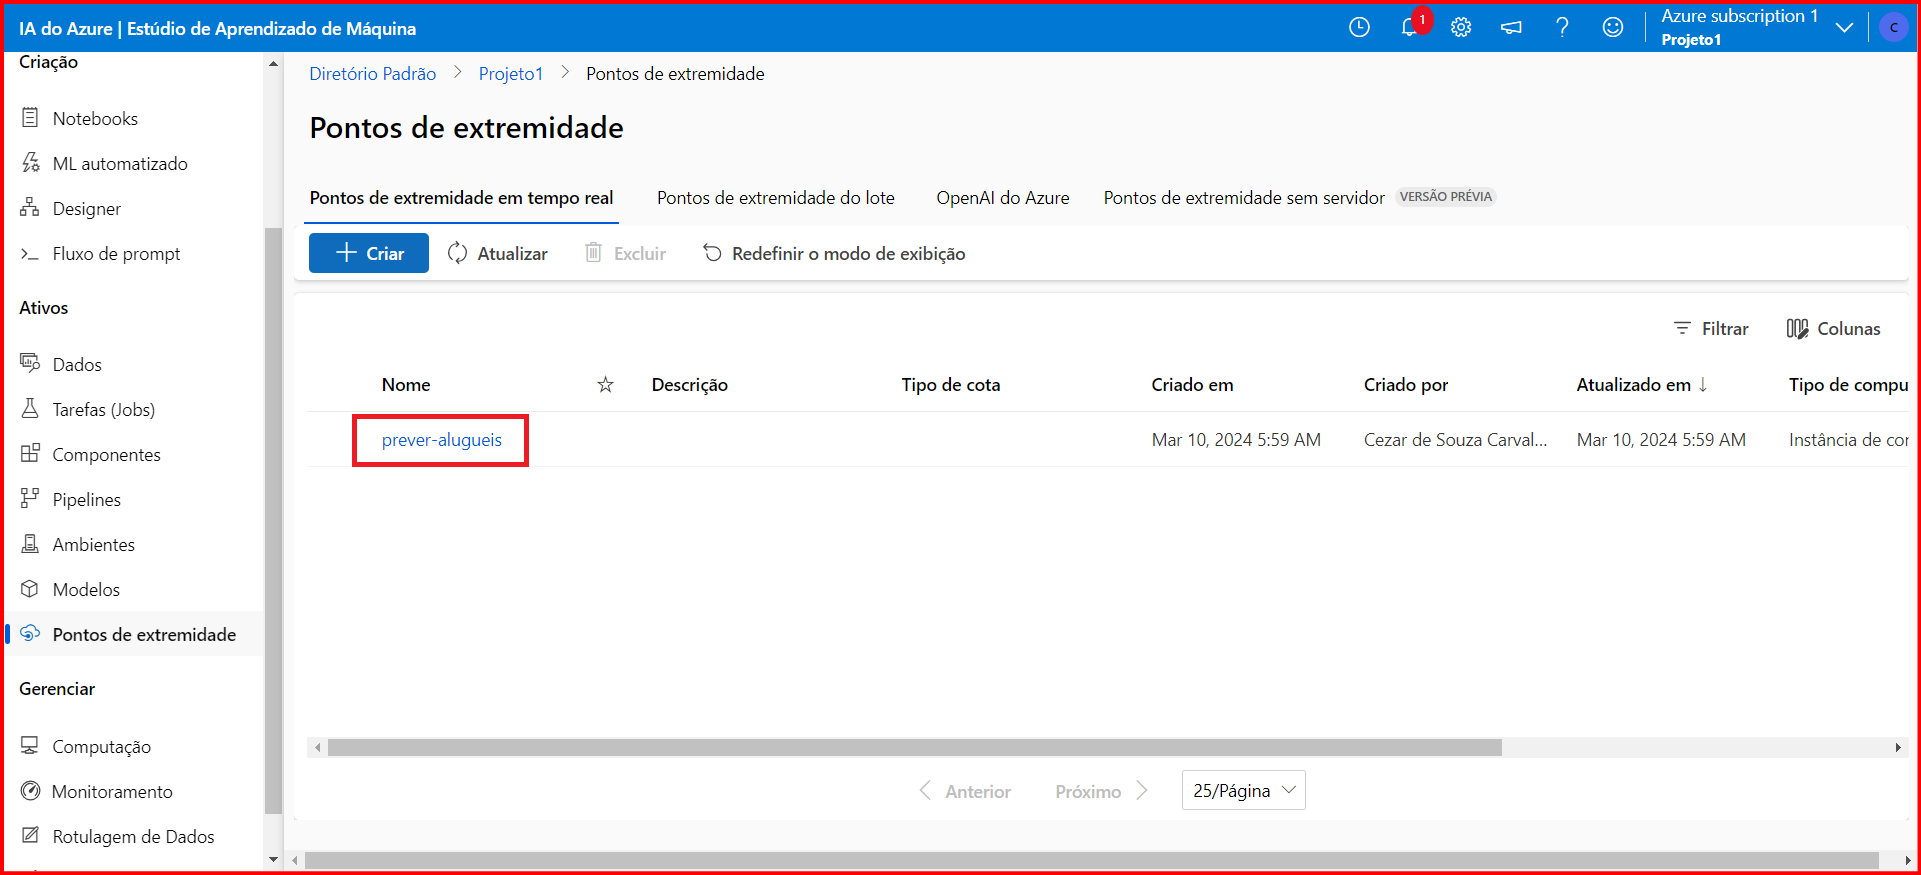 IA do Azure | Estúdio de Aprendizado de Máquina
1
Azure subscription 1
Projeto1
C
Criação
Notebooks
ML automatizado
Designer
Fluxo de prompt
Ativos
Dados
Tarefas (Jobs)
Componentes
Pipelines
Ambientes
Modelos
Pontos de extremidade
Gerenciar
Computação
Monitoramento
Rotulagem de Dados
Diretório Padrão > Projeto1 > Pontos de extremidade
Pontos de extremidade
Pontos de extremidade em tempo real Pontos de extremidade do lote OpenAI do Azure Pontos de extremidade sem servidor VERSÃO PRÉVIA
Criar Atualizar Excluir Redefinir o modo de exibição
Filtrar Colunas
Nome Descrição Tipo de cota Criado em Criado por Atualizado em ↓ Tipo de compu
prever-alugueis Mar 10, 2024 5:59 AM Cezar de Souza Carval... Mar 10, 2024 5:59 AM Instância de cor
Anterior Próximo 25/Página